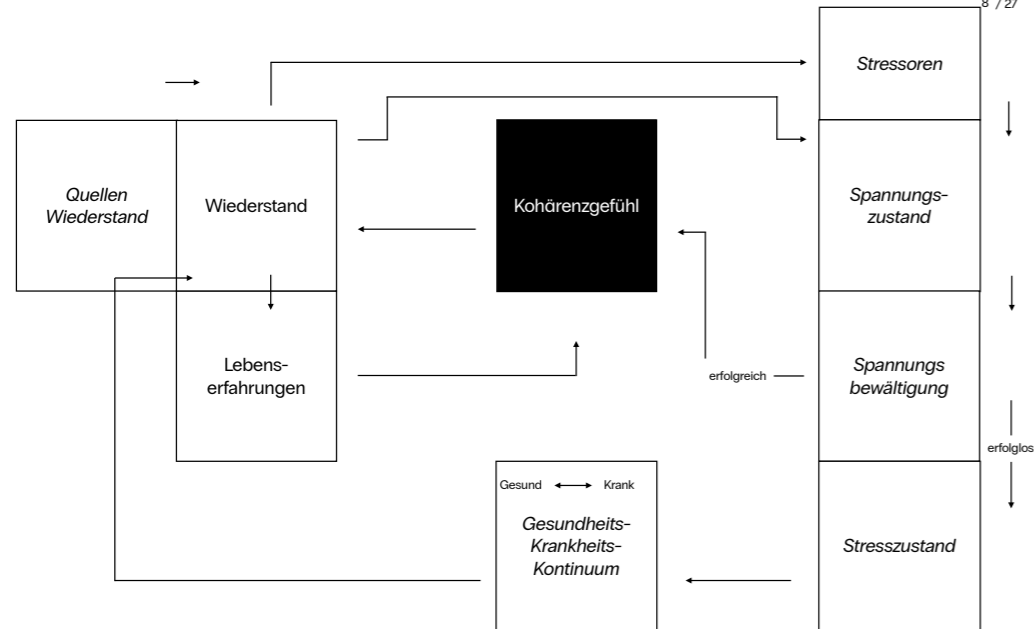 8 / 27
Stressoren
Quellen
Wiederstand
Wiederstand
Kohärenzgefühl
Spannungs-
zustand
Lebens-
erfahrungen
erfolgreich
Spannungs
bewältigung
erfolglos
Gesund
Krank
Gesundheits-
Krankheits-
Kontinuum
Stresszustand